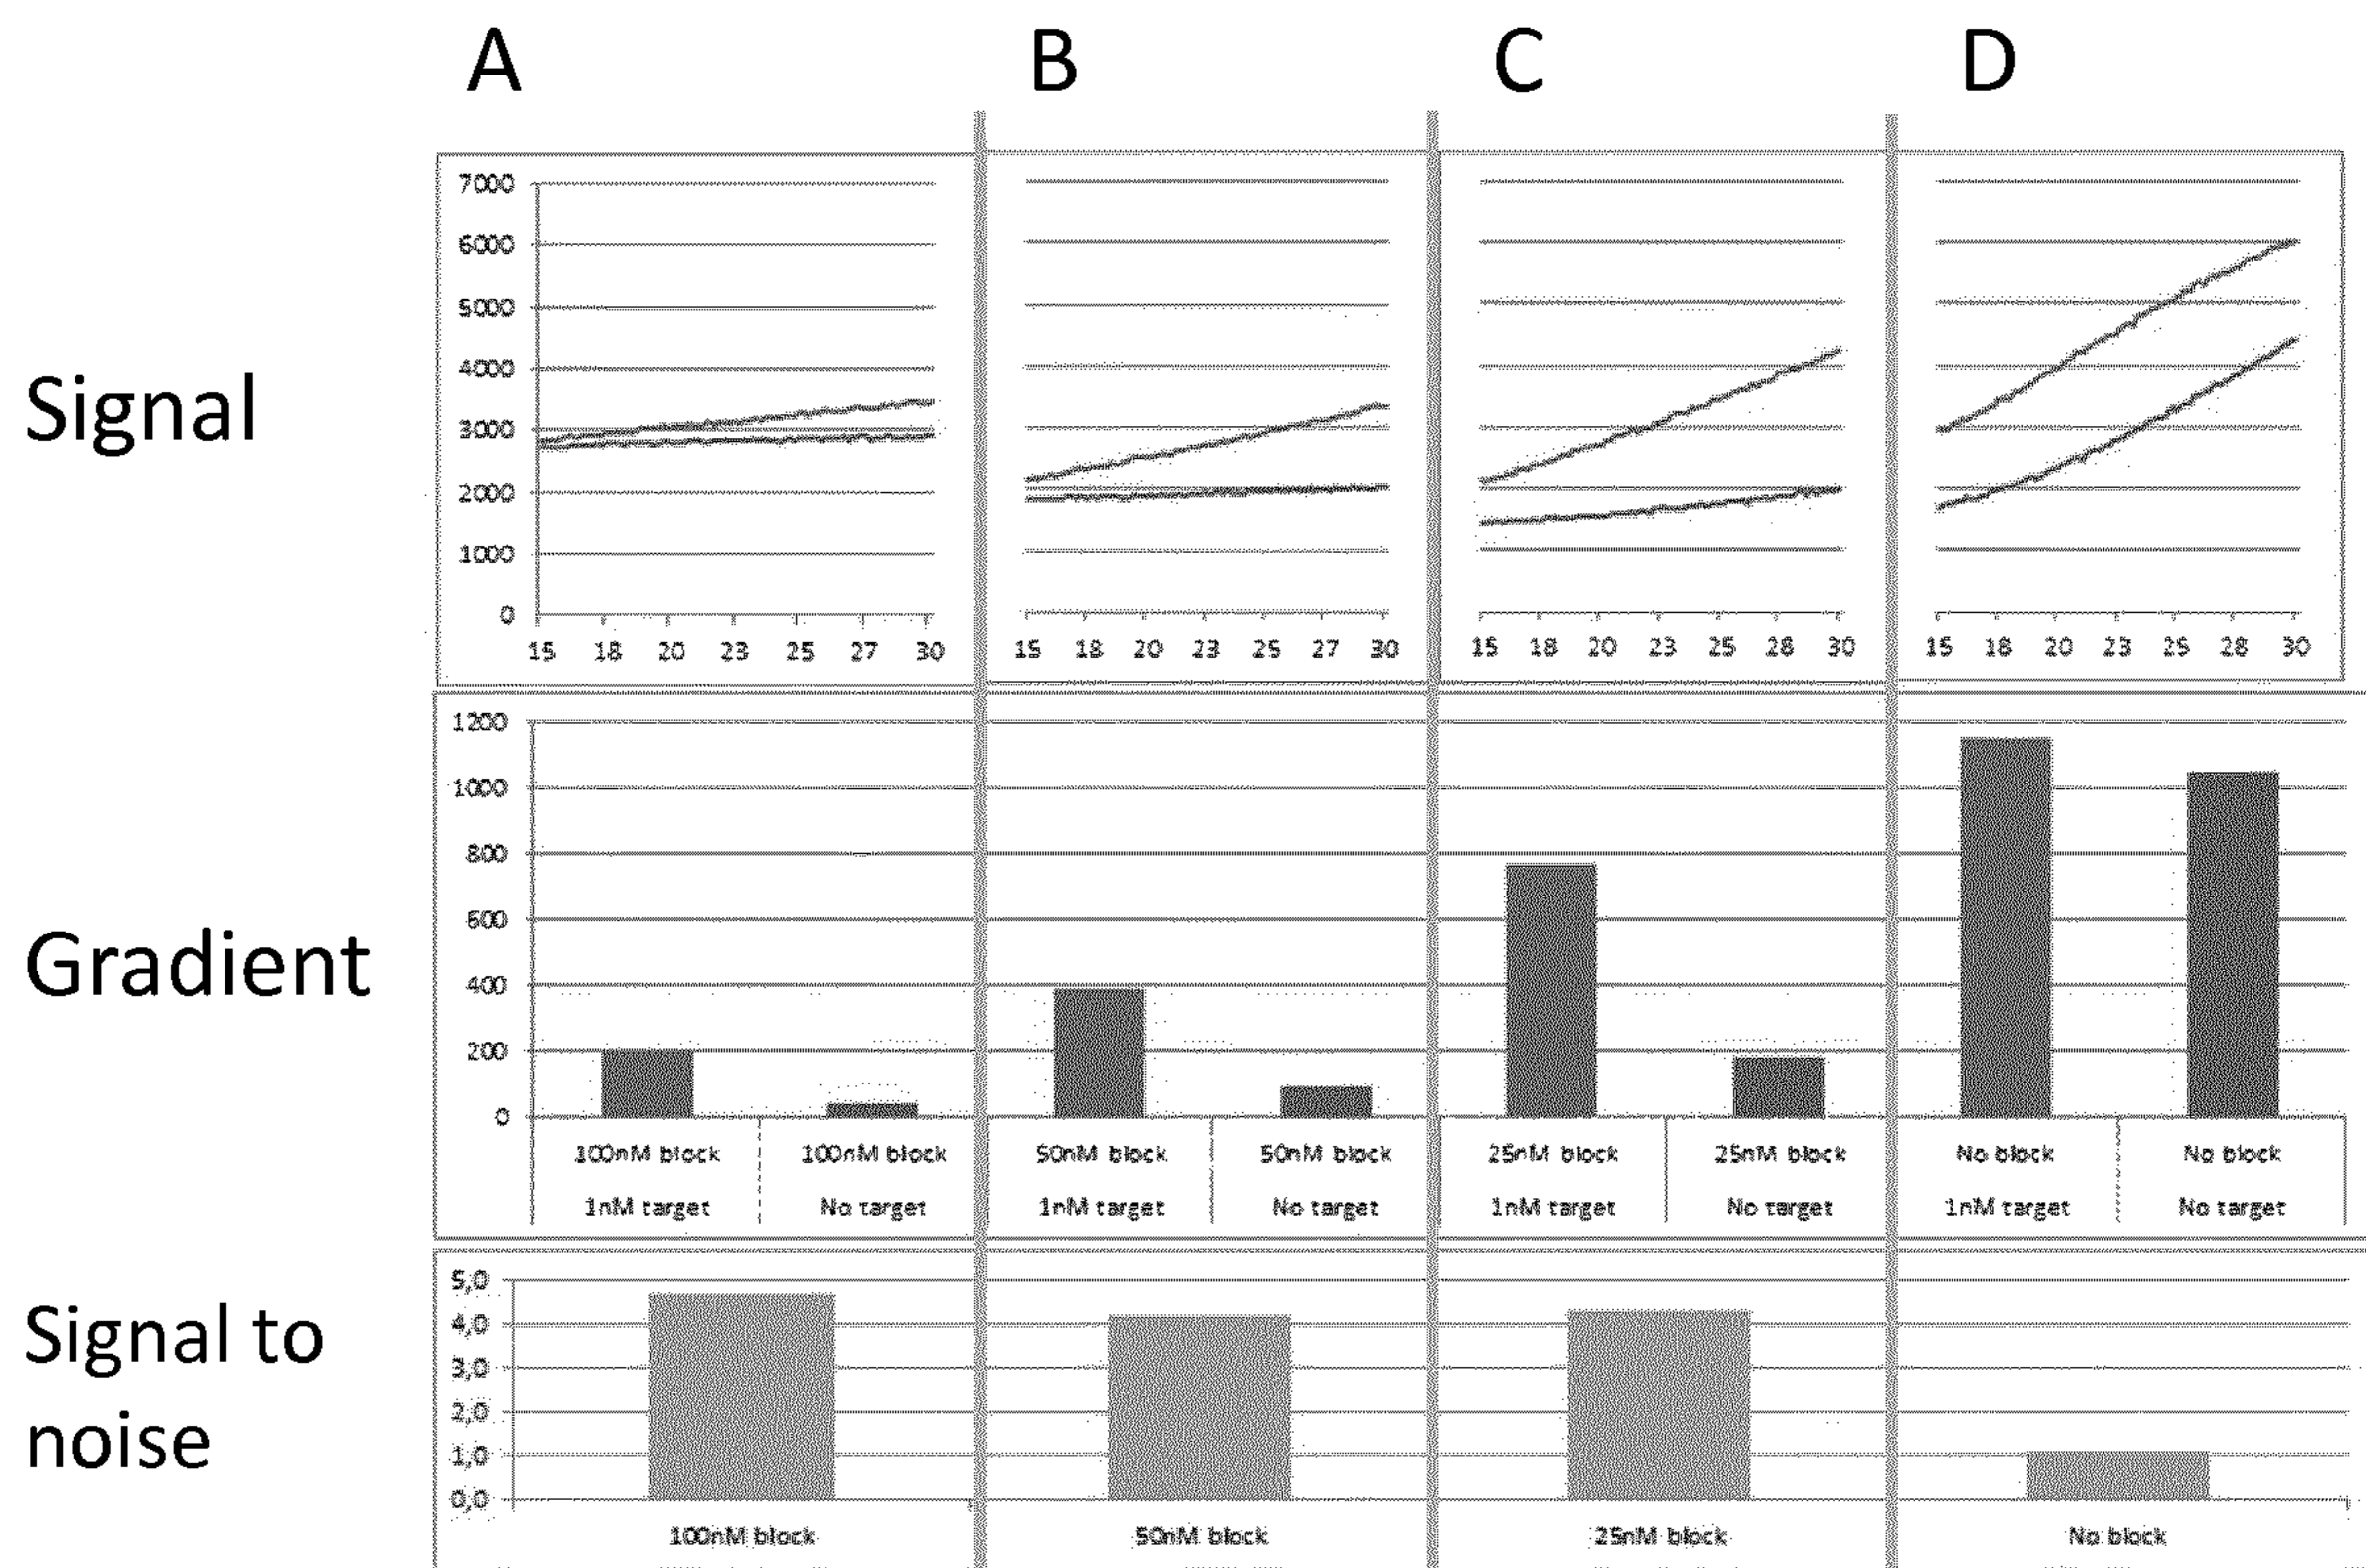 A B C D
Signal
7000
6000
5000
4000
3000
2000
1000
0
15 18 20 23 25 27 30
15 18 20 23 25 27 30
15 18 20 23 25 28 30
15 18 20 23 25 28 30
Gradient
1200
1000
800
600
400
200
0
100nM block 100nM block 50nM block 50nM block 25nM block 25nM block No block No block
1nM target No target 1nM target No target 1nM target No target 1nM target No target
Signal to
noise
5,0
4,0
3,0
2,0
1,0
0,0
100nM block 50nM block 25nM block No block